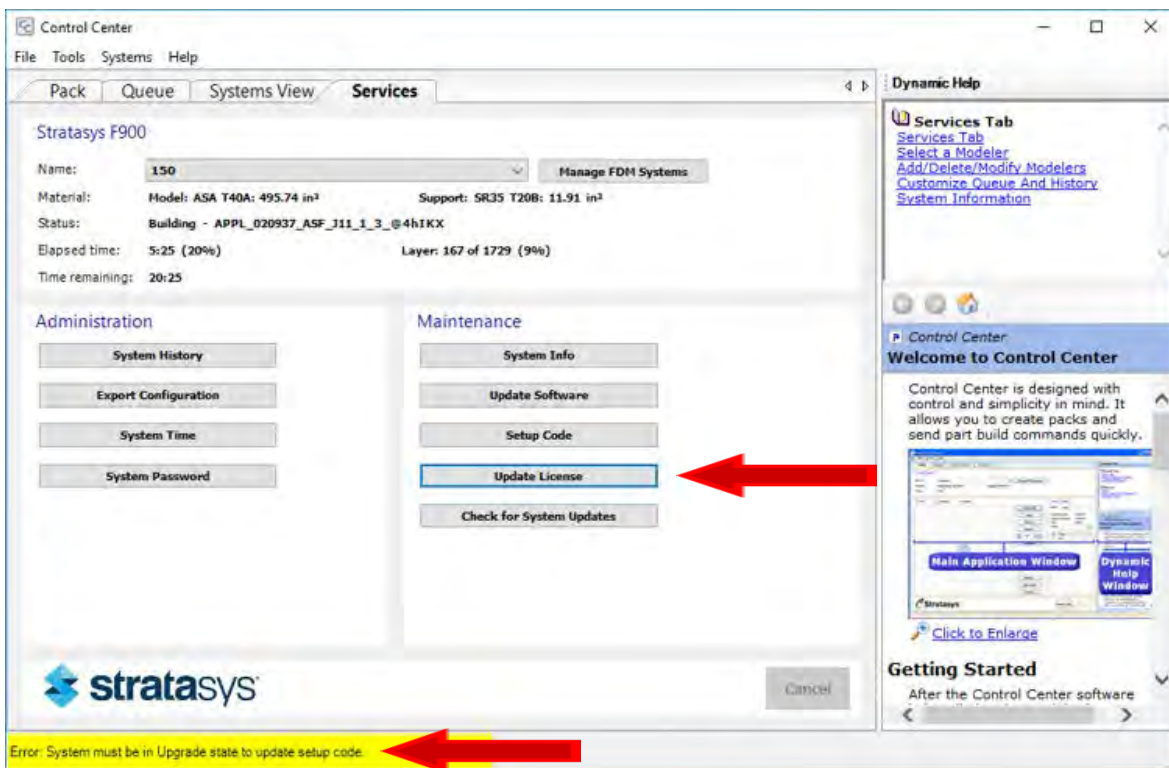 Control Center
File Tools Systems Help
Pack Queue Systems View Services
Stratasys F900
Name: 150 Manage FDM Systems
Material: Model: ASA T40A: 495.74 in³ Support: SR35 T20B: 11.91 in³
Status: Building - APPL_020937_ASF_J11_1_3_@4hIKX
Elapsed time: 5:25 (20%) Layer: 167 of 1729 (9%)
Time remaining: 20:25
Administration
System History
Export Configuration
System Time
System Password
Maintenance
System Info
Update Software
Setup Code
Update License
Check for System Updates
stratasys
Cancel
Error: System must be in Upgrade state to update setup code.
Dynamic Help
Services Tab
Services Tab
Select a Modeler
Add/Delete/Modify Modelers
Customize Queue And History
System Information
Control Center
Welcome to Control Center
Control Center is designed with
control and simplicity in mind. It
allows you to create packs and
send part build commands quickly.
Main Application Window
Dynamic
Help
Window
Stratasys
Click to Enlarge
Getting Started
After the Control Center software